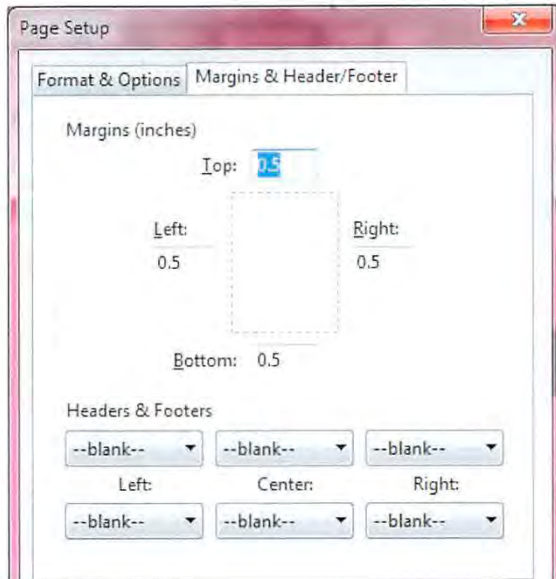 Page Setup
Format & Options Margins & Header/Footer
Margins (inches)
Top: 0.5
Left: Right:
0.5 0.5
Bottom: 0.5
Headers & Footers
--blank-- --blank-- --blank--
Left: Center: Right:
--blank-- --blank-- --blank--